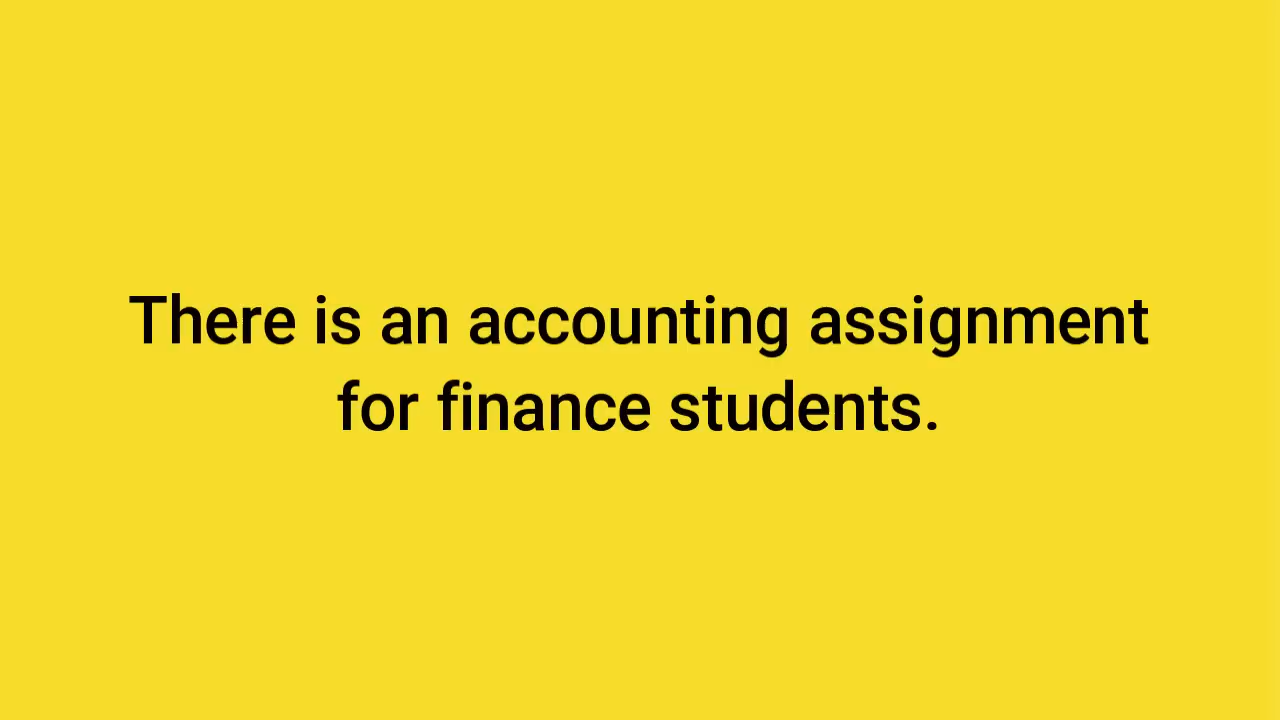 There is an accounting assignment
for finance students.